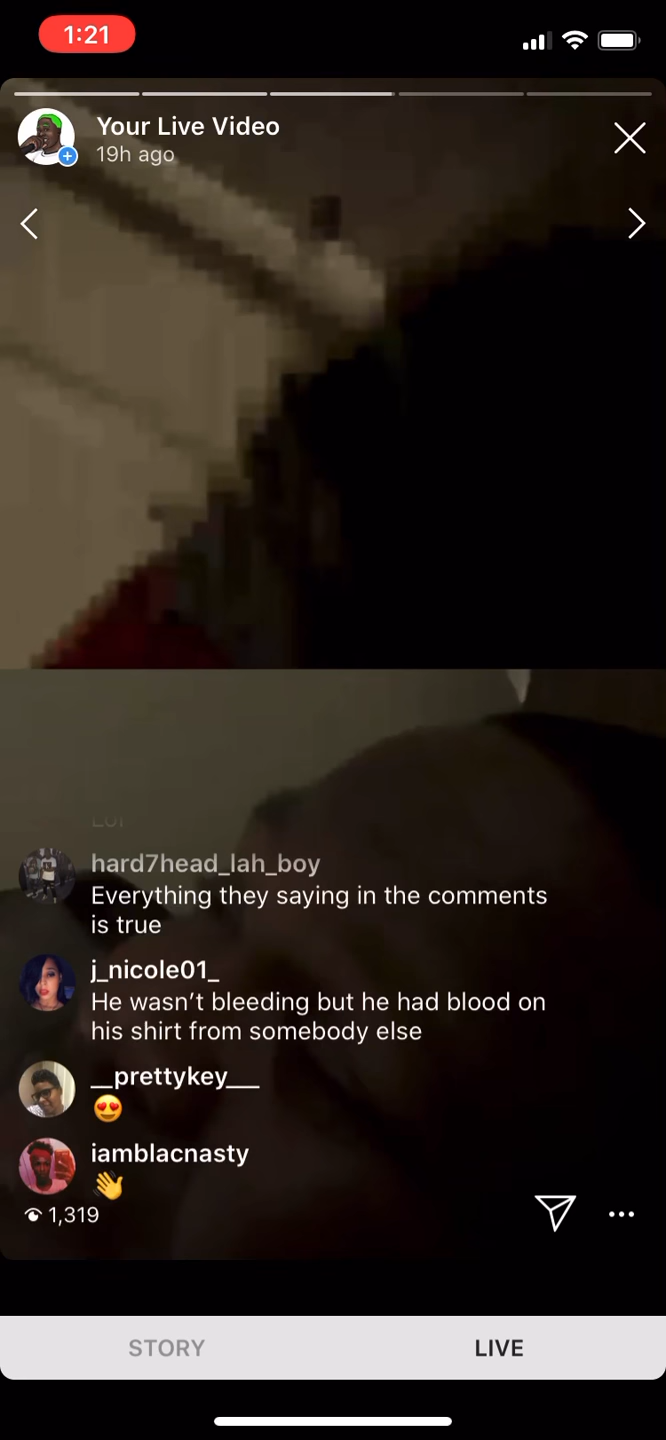 1:21
Your Live Video
19h ago
hard7head_lah_boy
Everything they saying in the comments
is true
j_nicole01_
He wasn't bleeding but he had blood on
his shirt from somebody else
__prettykey___
😍
iamblacnasty
👋
1,319
STORY
LIVE